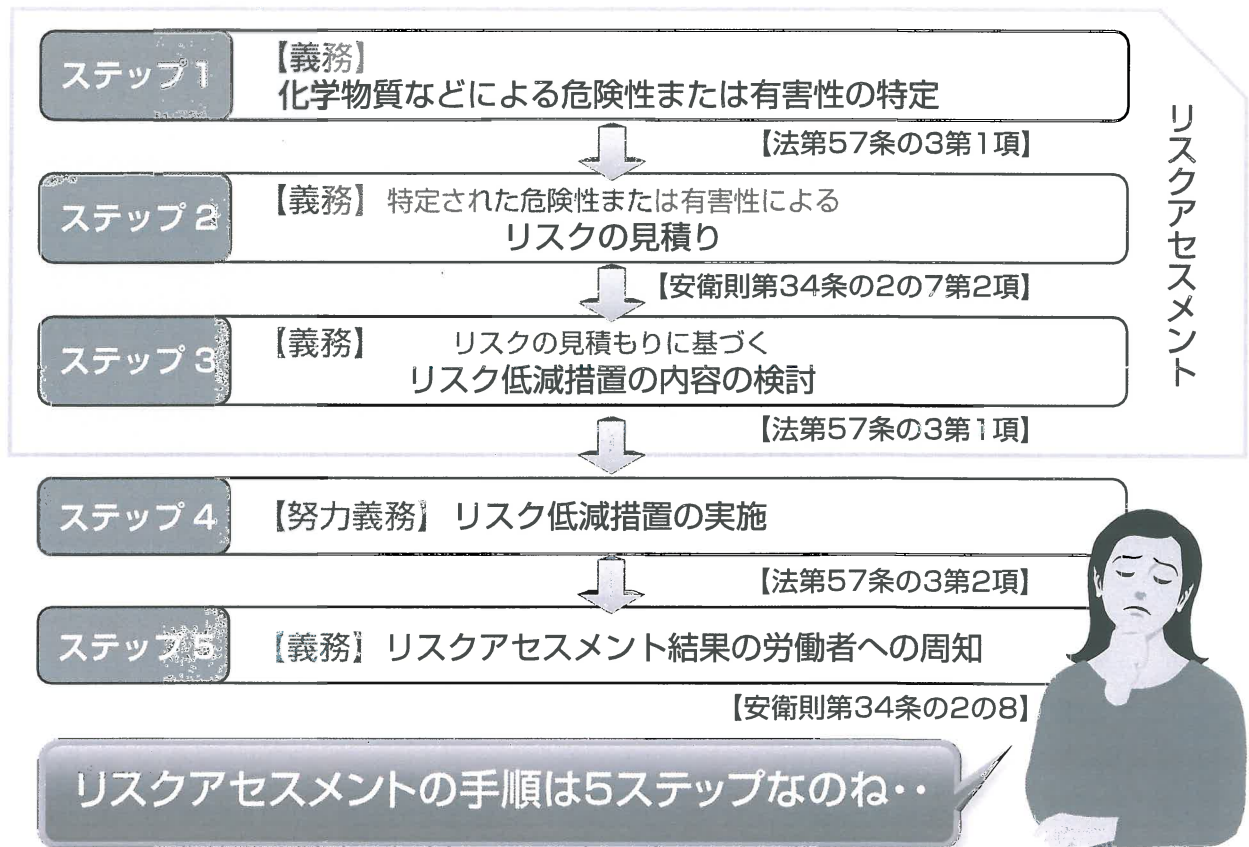 ステップ1
【義務】
化学物質などによる危険性または有害性の特定
【法第57条の3第1項】
ステップ2
【義務】特定された危険性または有害性による
リスクの見積り
【安衛則第34条の2の7第2項】
ステップ3
【義務】 リスクの見積もりに基づく
リスク低減措置の内容の検討
【法第57条の3第1項】
リスクアセスメント
ステップ4
【努力義務】リスク低減措置の実施
【法第57条の3第2項】
ステップ5
【義務】リスクアセスメント結果の労働者への周知
【安衛則第34条の2の8】
リスクアセスメントの手順は5ステップなのね‥